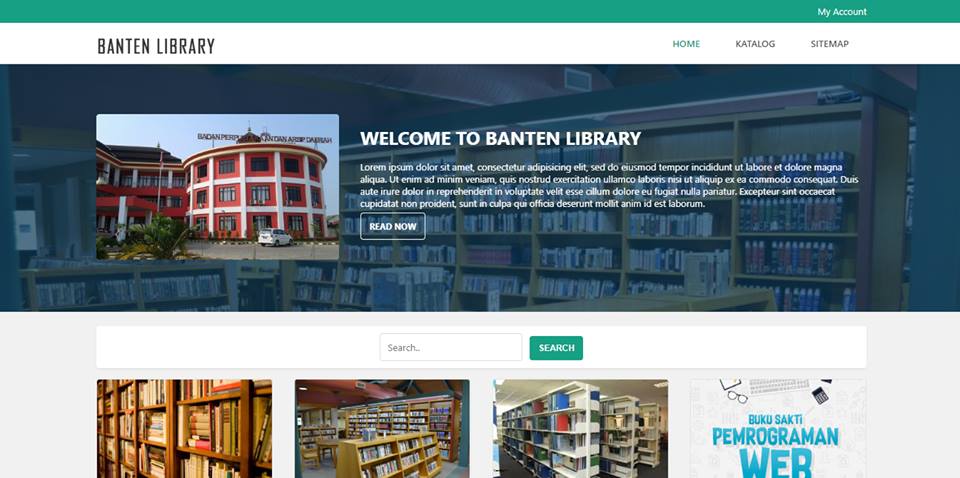 My Account
BANTEN LIBRARY
HOME KATALOG SITEMAP
BADAN PERPUSTAKAAN DAN ARSIP DAERAH
WELCOME TO BANTEN LIBRARY
Lorem ipsum dolor sit amet, consectetur adipisicing elit, sed do eiusmod tempor incididunt ut labore et dolore magna
aliqua. Ut enim ad minim veniam, quis nostrud exercitation ullamco laboris nisi ut aliquip ex ea commodo consequat. Duis
aute irure dolor in reprehenderit in voluptate velit esse cillum dolore eu fugiat nulla pariatur. Excepteur sint occaecat
cupidatat non proident, sunt in culpa qui officia deserunt mollit anim id est laborum.
READ NOW
Search..
SEARCH
BUKU SAKTI
PEMROGRAMAN
WEB